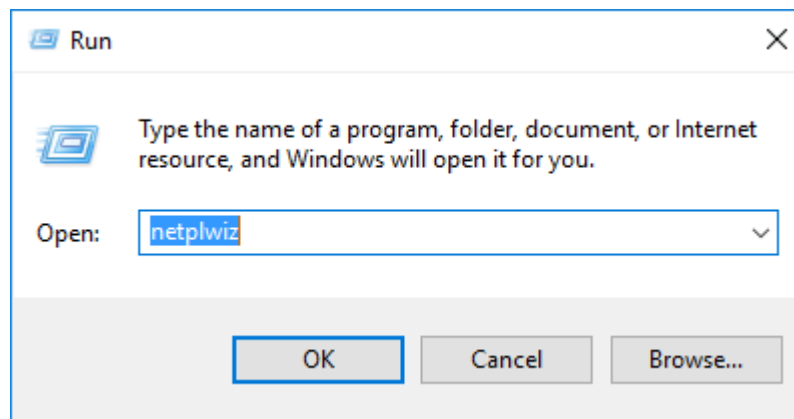 Run
Type the name of a program, folder, document, or Internet
resource, and Windows will open it for you.
Open: netplwiz
OK Cancel Browse...